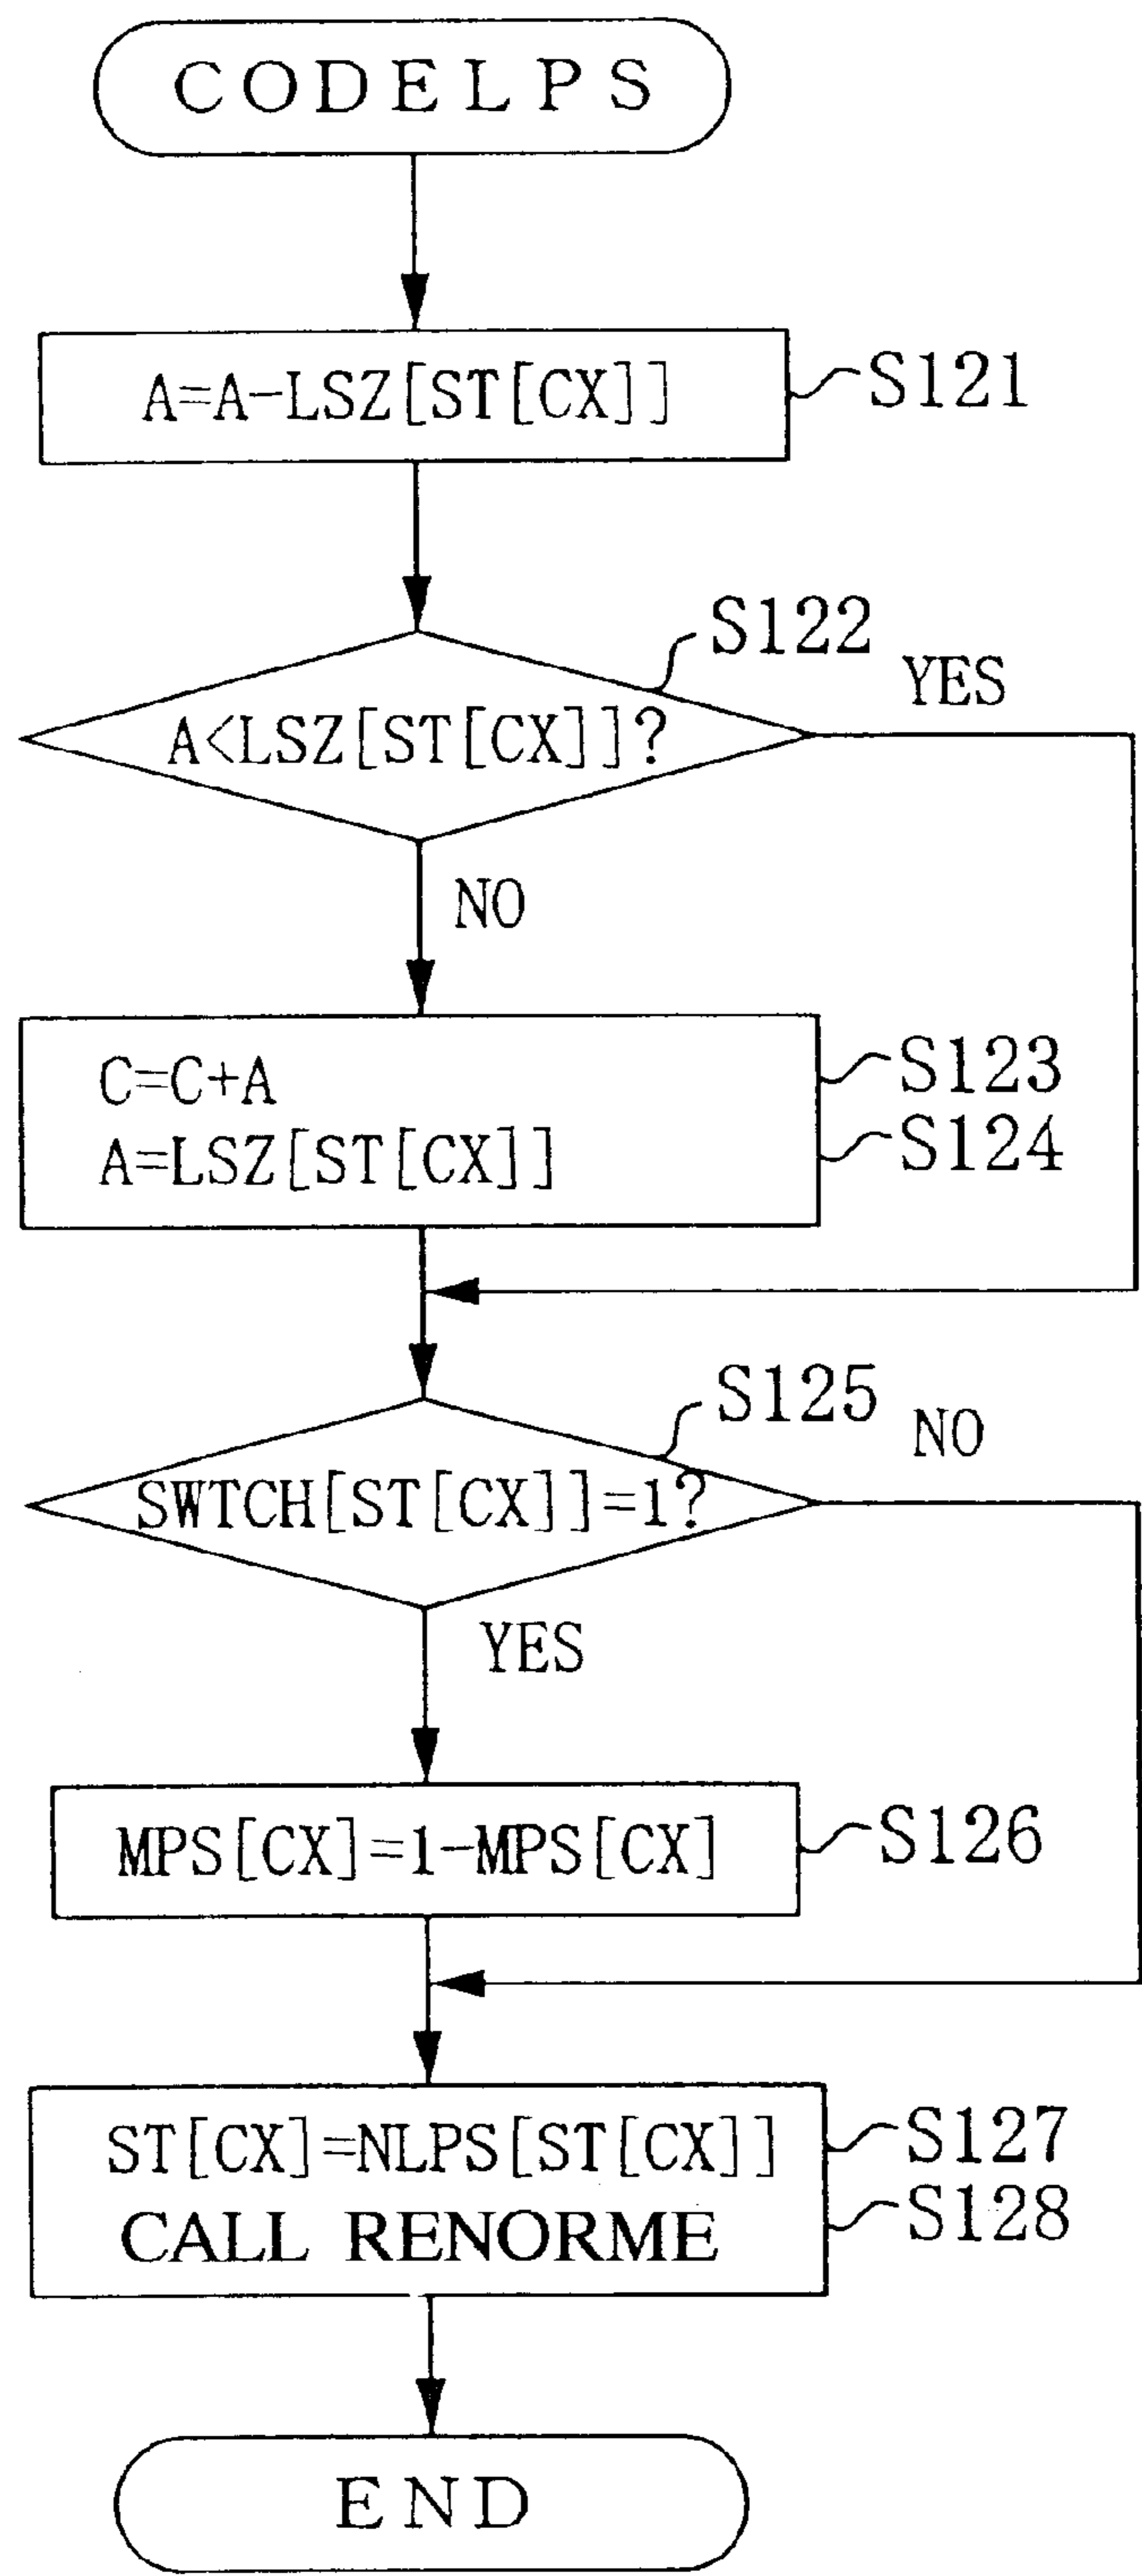 CODELPS
A=A-LSZ[ST[CX]]
S121
S122
YES
A<LSZ[ST[CX]]?
NO
C=C+A
S123
A=LSZ[ST[CX]]
S124
S125
NO
SWTCH[ST[CX]]=1?
YES
MPS[CX]=1-MPS[CX]
S126
ST[CX]=NLPS[ST[CX]]
S127
CALL RENORME
S128
END